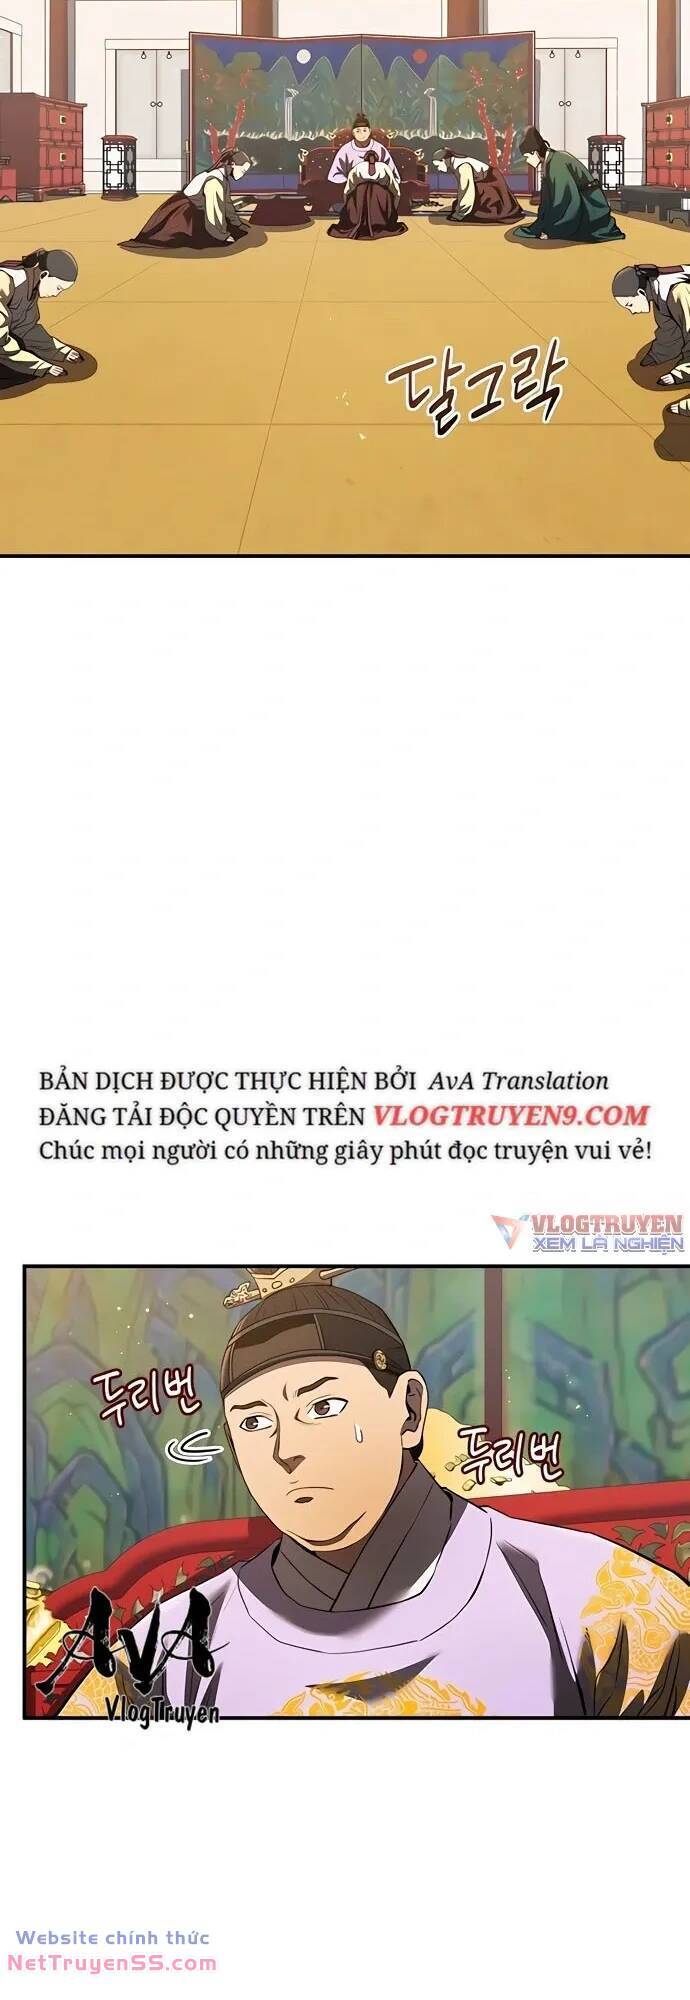 달그락
BẢN DỊCH ĐƯỢC THỰC HIỆN BỞI AvA Translation
ĐĂNG TẢI ĐỘC QUYỀN TRÊN VLOGTRUYEN9.COM
Chúc mọi người có những giây phút đọc truyện vui vẻ!
VLOGTRUYEN
XEM LÀ NGHIỆN
두리번
두리번
AVA
VlogTruyen
Website chính thức
NetTruyenSS.com